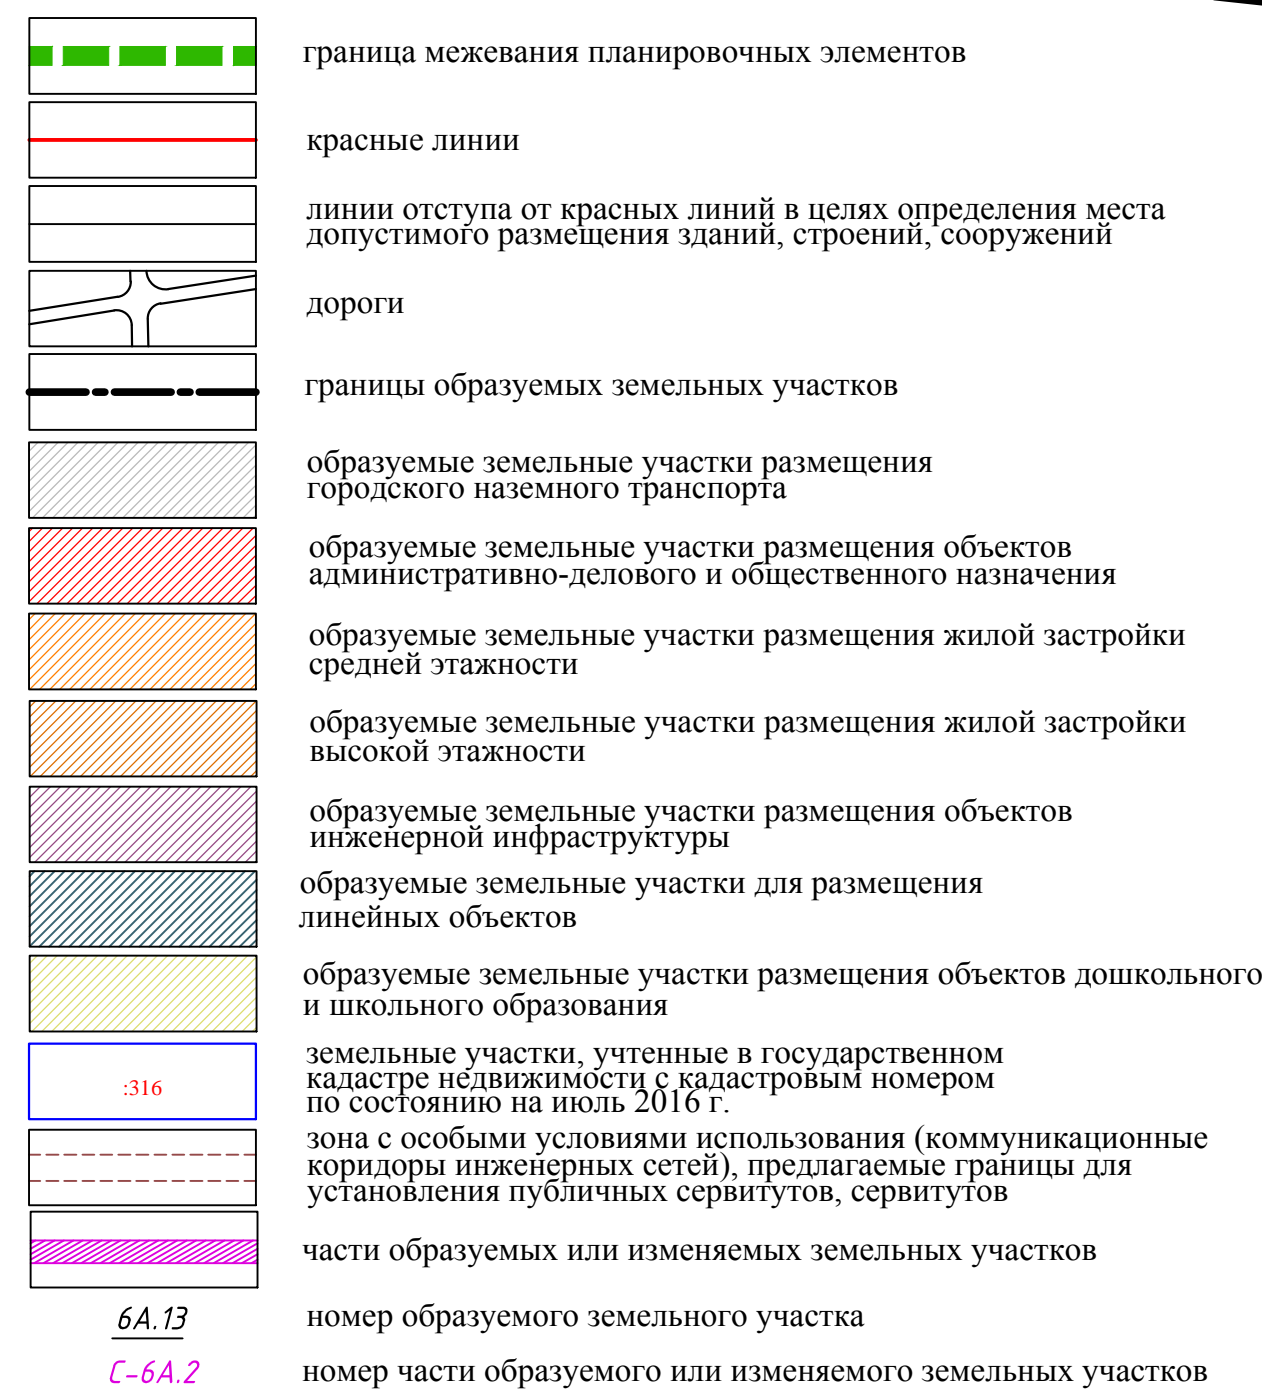 граница межевания планировочных элементов
красные линии
линии отступа от красных линий в целях определения места
допустимого размещения зданий, строений, сооружений
дороги
границы образуемых земельных участков
образуемые земельные участки размещения
городского наземного транспорта
образуемые земельные участки размещения объектов
административно-делового и общественного назначения
образуемые земельные участки размещения жилой застройки
средней этажности
образуемые земельные участки размещения жилой застройки
высокой этажности
образуемые земельные участки размещения объектов
инженерной инфраструктуры
образуемые земельные участки для размещения
линейных объектов
образуемые земельные участки размещения объектов дошкольного
и школьного образования
:316
земельные участки, учтенные в государственном
кадастре недвижимости с кадастровым номером
по состоянию на июль 2016 г.
зона с особыми условиями использования (коммуникационные
коридоры инженерных сетей), предлагаемые границы для
установления публичных сервитутов, сервитутов
части образуемых или изменяемых земельных участков
6А.13 номер образуемого земельного участка
С-6А.2 номер части образуемого или изменяемого земельных участков